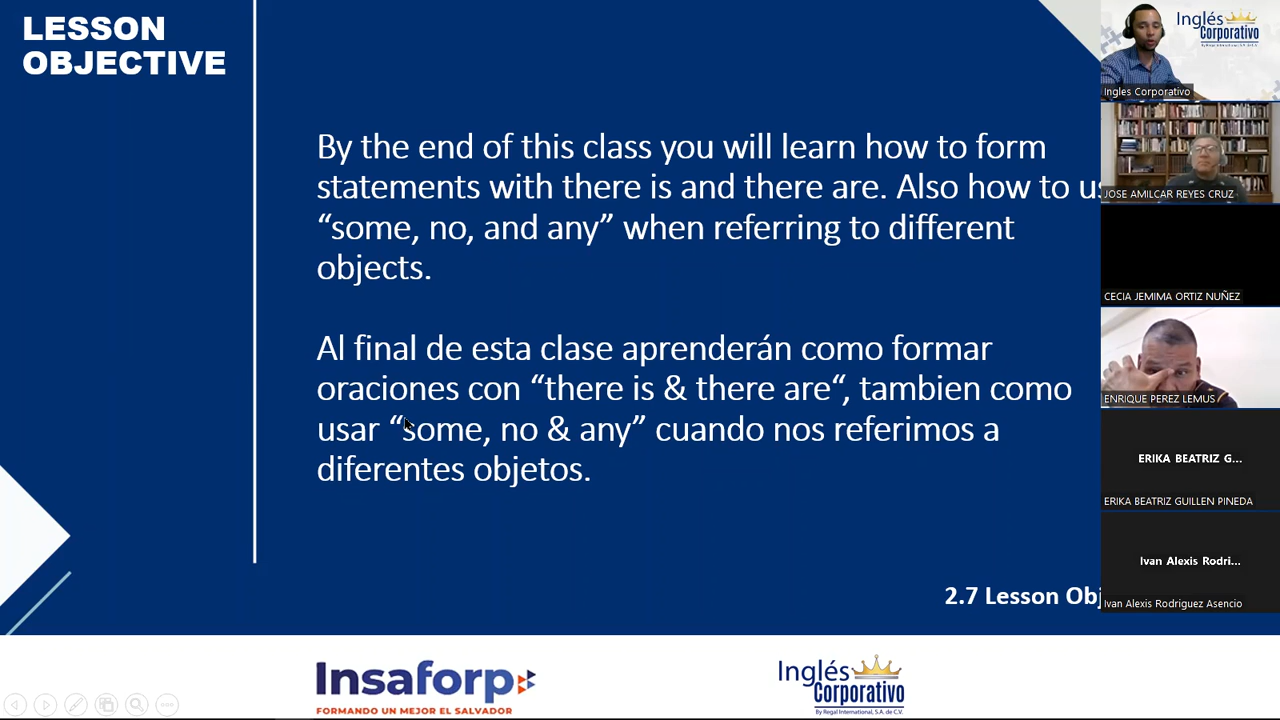 LESSON
OBJECTIVE
By the end of this class you will learn how to form
statements with there is and there are. Also how to
“some, no, and any” when referring to different
objects.
Al final de esta clase aprenderán como formar
oraciones con “there is & there are“, tambien como
usar “some, no & any” cuando nos referimos a
diferentes objetos.
2.7 Lesson
Insaforp
FORMANDO UN MEJOR EL SALVADOR
Inglés
Corporativo
By Regal International, S.A. de C.V.
Inglés
Corporativo
Ingles Corporativo
JOSE AMILCAR REYES CRUZ
CECIA JEMIMA ORTIZ NUÑEZ
ENRIQUE PEREZ LEMUS
ERIKA BEATRIZ G...
ERIKA BEATRIZ GUILLEN PINEDA
Ivan Alexis Rodri...
Ivan Alexis Rodriguez Asencio